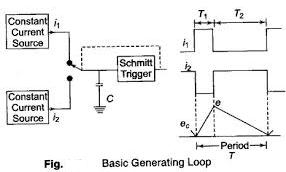 Constant
Current
Source
i₁
Schmitt
Trigger
C
Constant
Current
Source
i₂
T₁
T₂
i₁
i₂
e
e꜀
Period
T
Fig. Basic Generating Loop